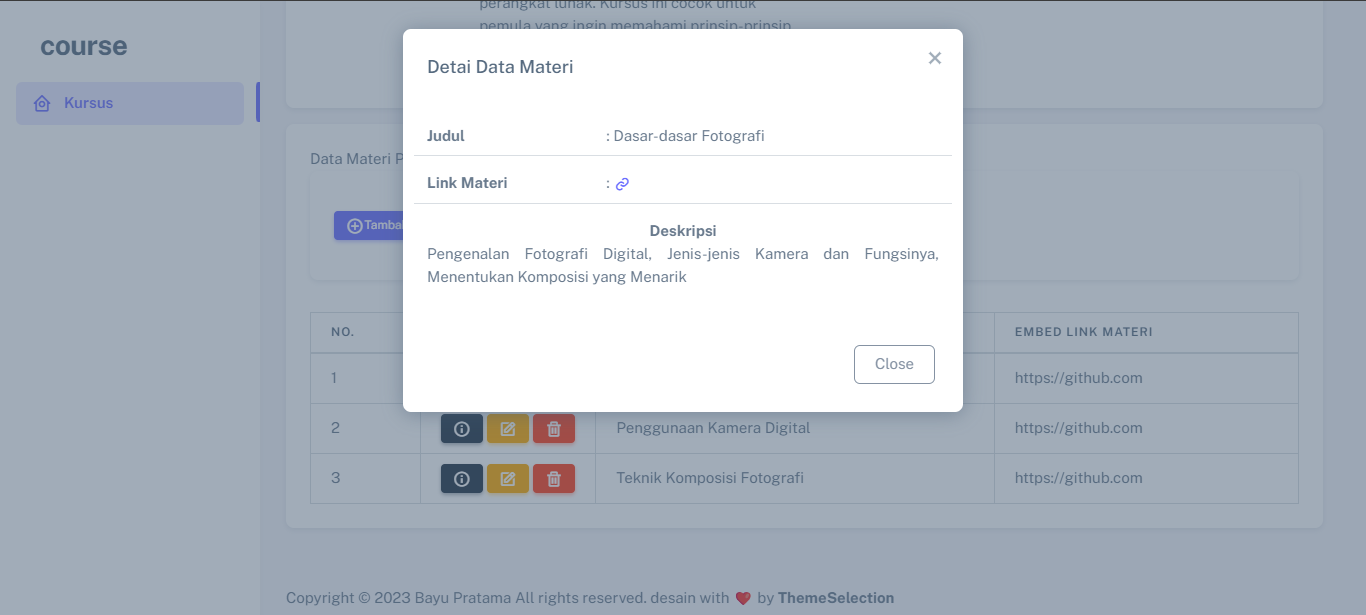 perangkat lunak. Kursus ini cocok untuk
pemula yang ingin memahami prinsip-prinsip
course
Kursus
Detai Data Materi
Judul : Dasar-dasar Fotografi
Link Materi :
Deskripsi
Pengenalan Fotografi Digital, Jenis-jenis Kamera dan Fungsinya,
Menentukan Komposisi yang Menarik
Close
Data Materi P
Tambah
NO. EMBED LINK MATERI
1 https://github.com
2 Penggunaan Kamera Digital https://github.com
3 Teknik Komposisi Fotografi https://github.com
Copyright © 2023 Bayu Pratama All rights reserved. desain with ❤️ by ThemeSelection